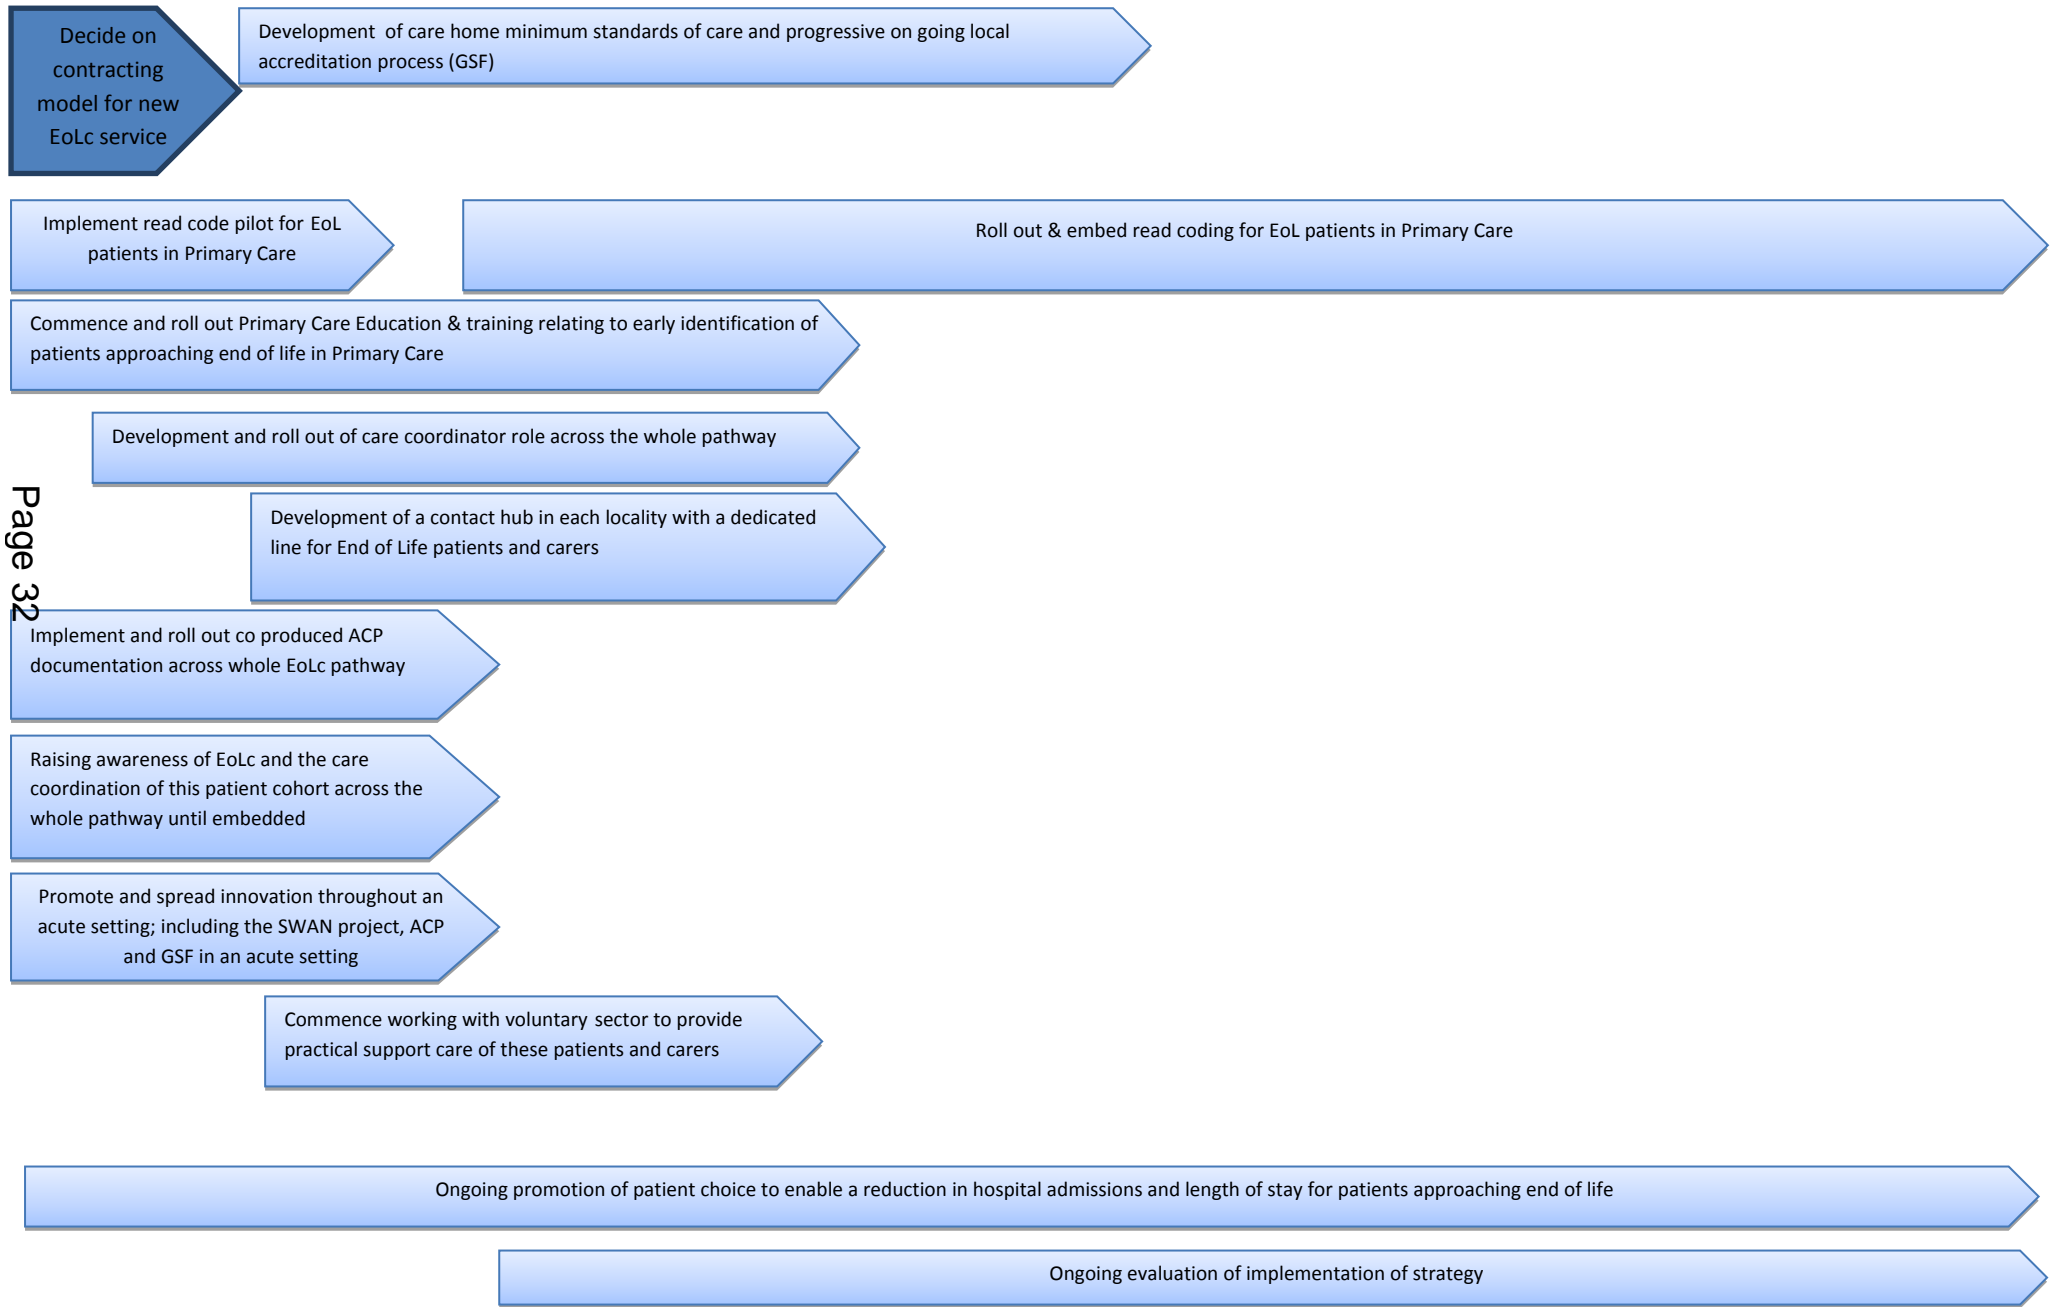 Decide on
contracting
model for new
EoLc service
Development of care home minimum standards of care and progressive on going local
accreditation process (GSF)
Implement read code pilot for EoL
patients in Primary Care
Roll out & embed read coding for EoL patients in Primary Care
Commence and roll out Primary Care Education & training relating to early identification of
patients approaching end of life in Primary Care
Development and roll out of care coordinator role across the whole pathway
Development of a contact hub in each locality with a dedicated
line for End of Life patients and carers
Page 32
Implement and roll out co produced ACP
documentation across whole EoLc pathway
Raising awareness of EoLc and the care
coordination of this patient cohort across the
whole pathway until embedded
Promote and spread innovation throughout an
acute setting; including the SWAN project, ACP
and GSF in an acute setting
Commence working with voluntary sector to provide
practical support care of these patients and carers
Ongoing promotion of patient choice to enable a reduction in hospital admissions and length of stay for patients approaching end of life
Ongoing evaluation of implementation of strategy